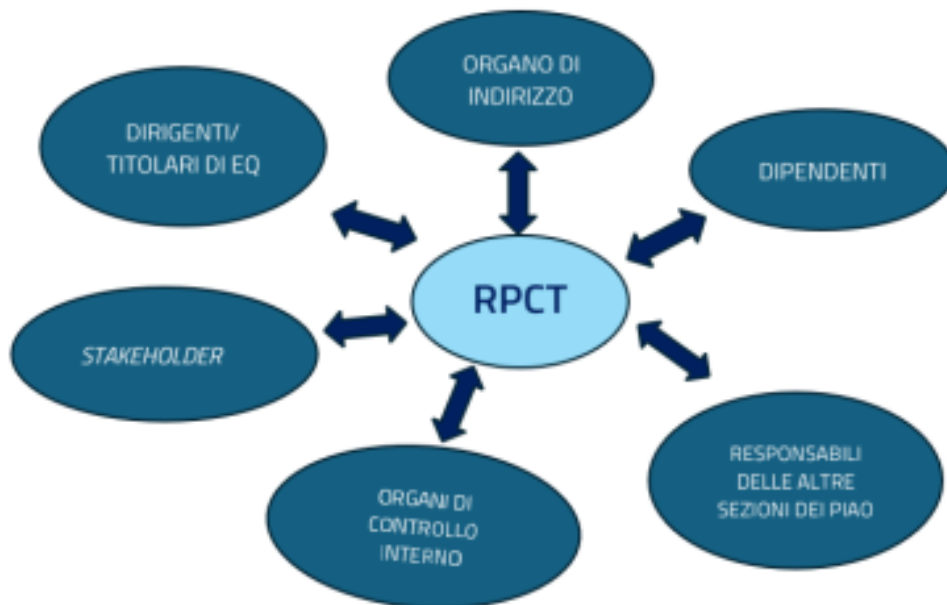 ORGANO DI
INDIRIZZO
DIRIGENTI/
TITOLARI DI EQ
DIPENDENTI
RPCT
STAKEHOLDER
RESPONSABILI
DELLE ALTRE
SEZIONI DEI PIAO
ORGANI DI
CONTROLLO
INTERNO